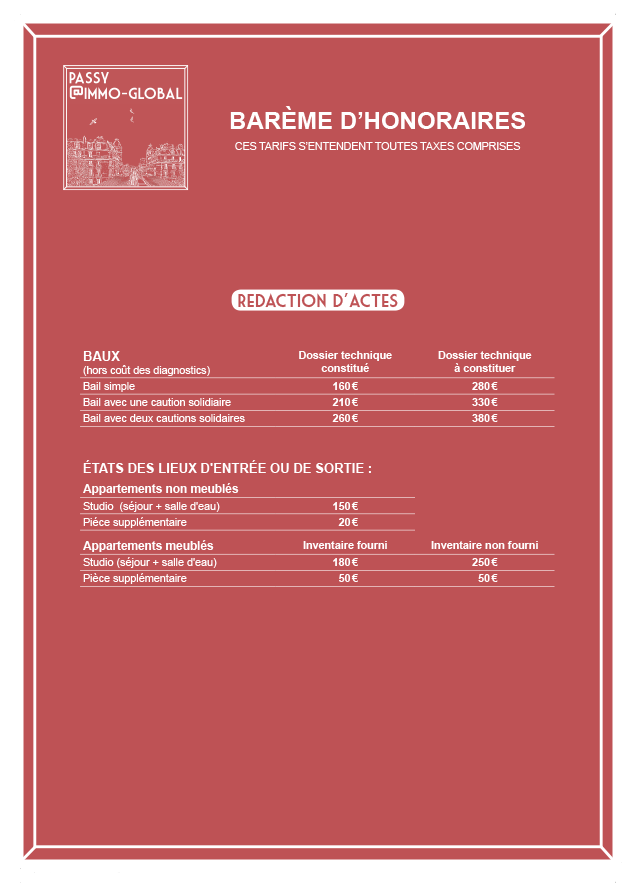 PASSY
@IMMO-GLOBAL
BARÈME D'HONORAIRES
CES TARIFS S'ENTENDENT TOUTES TAXES COMPRISES
REDACTION D'ACTES
BAUX
(hors coût des diagnostics)
Dossier technique constitué
Dossier technique à constituer
Bail simple 160 € 280 €
Bail avec une caution solidiaire 210 € 330 €
Bail avec deux cautions solidaires 260 € 380 €
ÉTATS DES LIEUX D'ENTRÉE OU DE SORTIE :
Appartements non meublés
Studio (séjour + salle d'eau) 150 €
Piéce supplémentaire 20 €
Appartements meublés Inventaire fourni Inventaire non fourni
Studio (séjour + salle d'eau) 180 € 250 €
Pièce supplémentaire 50 € 50 €